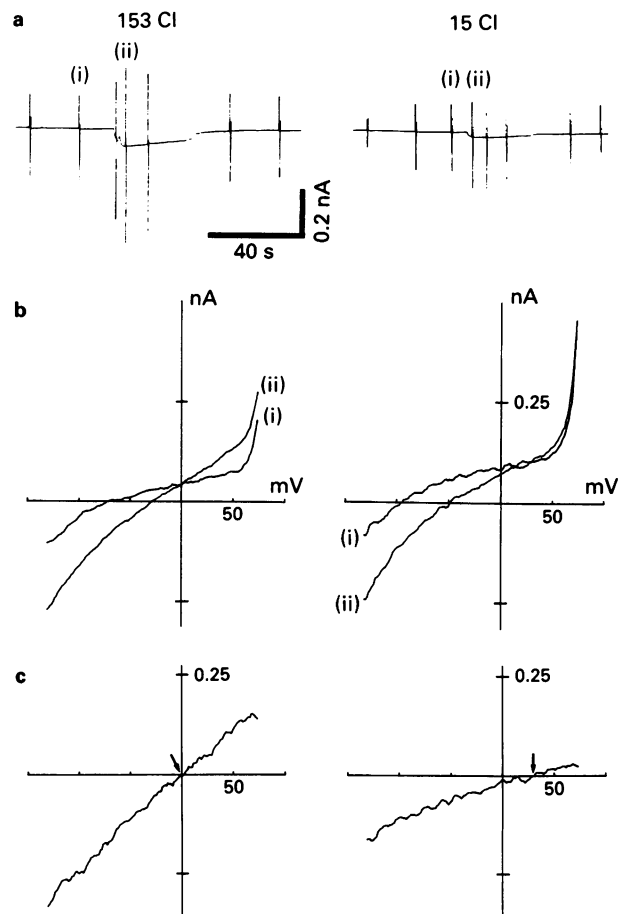 a 153 Cl 15 Cl
(i) (ii) (i) (ii)
0.2 nA
40 s
b nA nA
(ii)
(i)
0.25
mV mV
50 50
(i)
(ii)
c 0.25 0.25
50 50